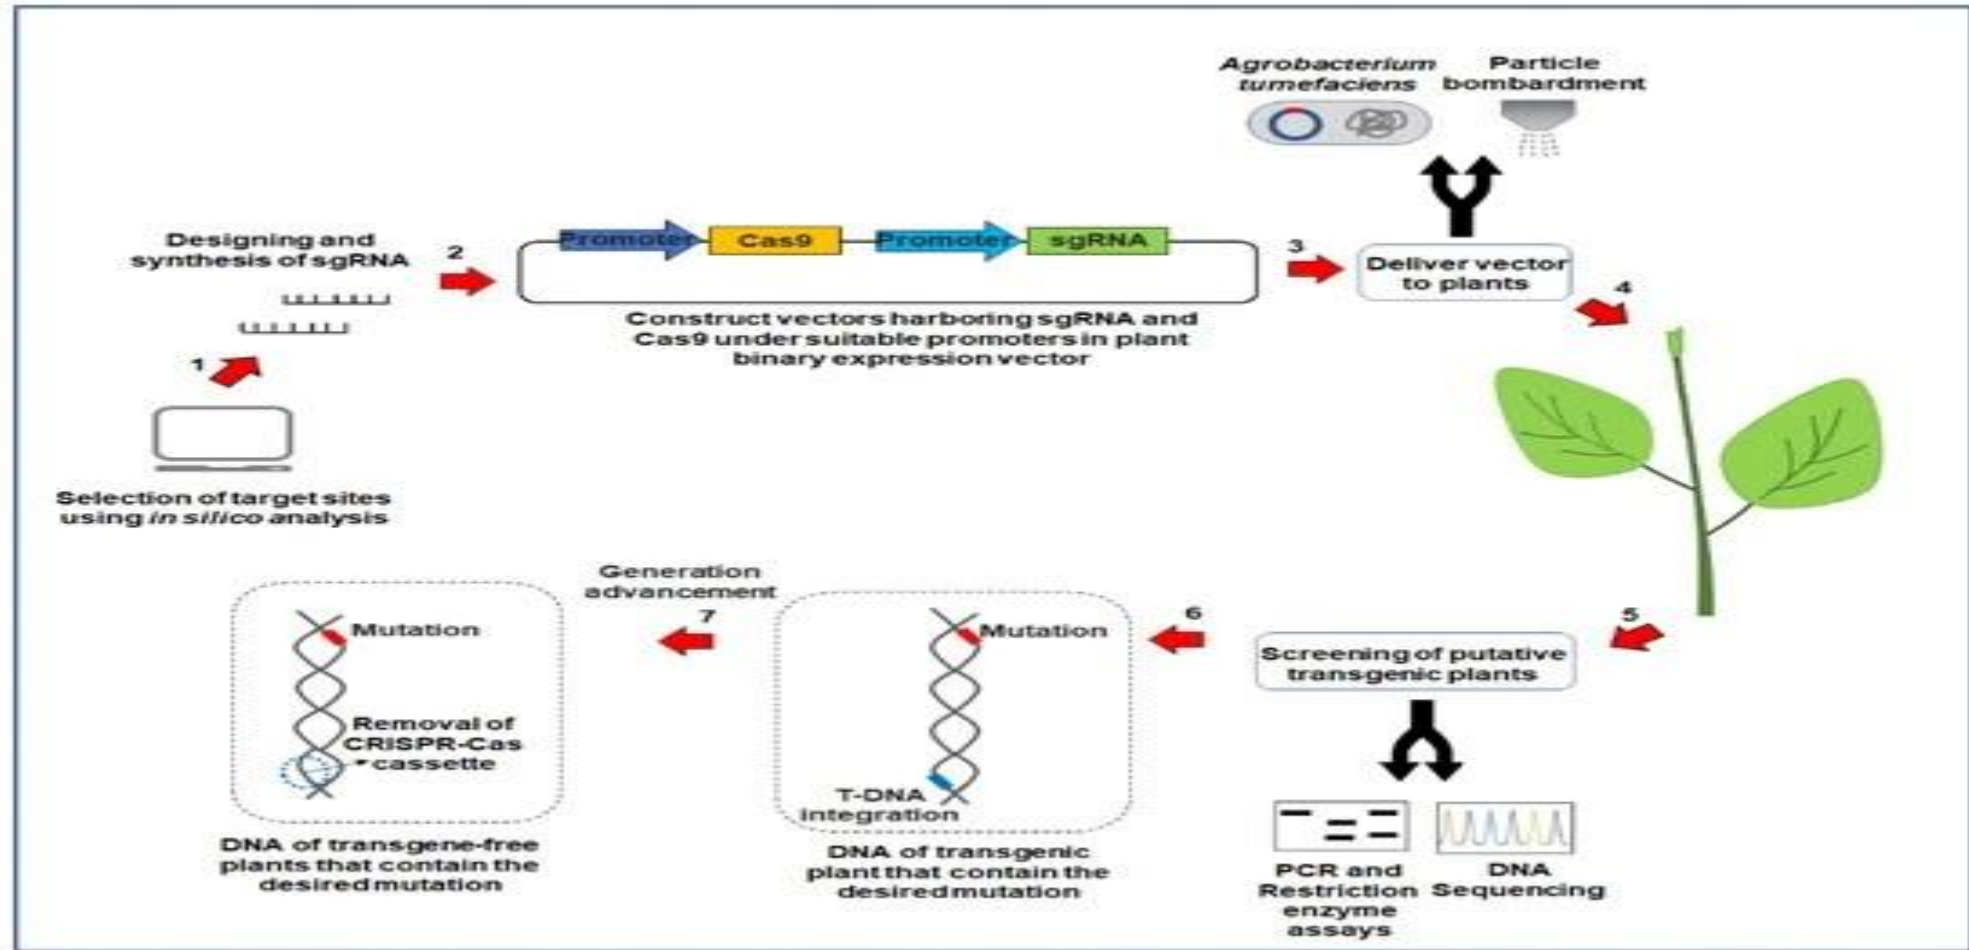 Agrobacterium
tumefaciens
Particle
bombardment
Designing and
synthesis of sgRNA
2
Promoter
Cas9
Promoter
sgRNA
3
Deliver vector
to plants
4
Construct vectors harboring sgRNA and
Cas9 under suitable promoters in plant
binary expression vector
1
Selection of target sites
using in silico analysis
5
Screening of putative
transgenic plants
PCR and
Restriction
enzyme
assays
DNA
Sequencing
6
Mutation
T-DNA
integration
DNA of transgenic
plant that contain the
desired mutation
Generation
advancement
7
Mutation
Removal of
CRISPR-Cas
cassette
DNA of transgene-free
plants that contain the
desired mutation